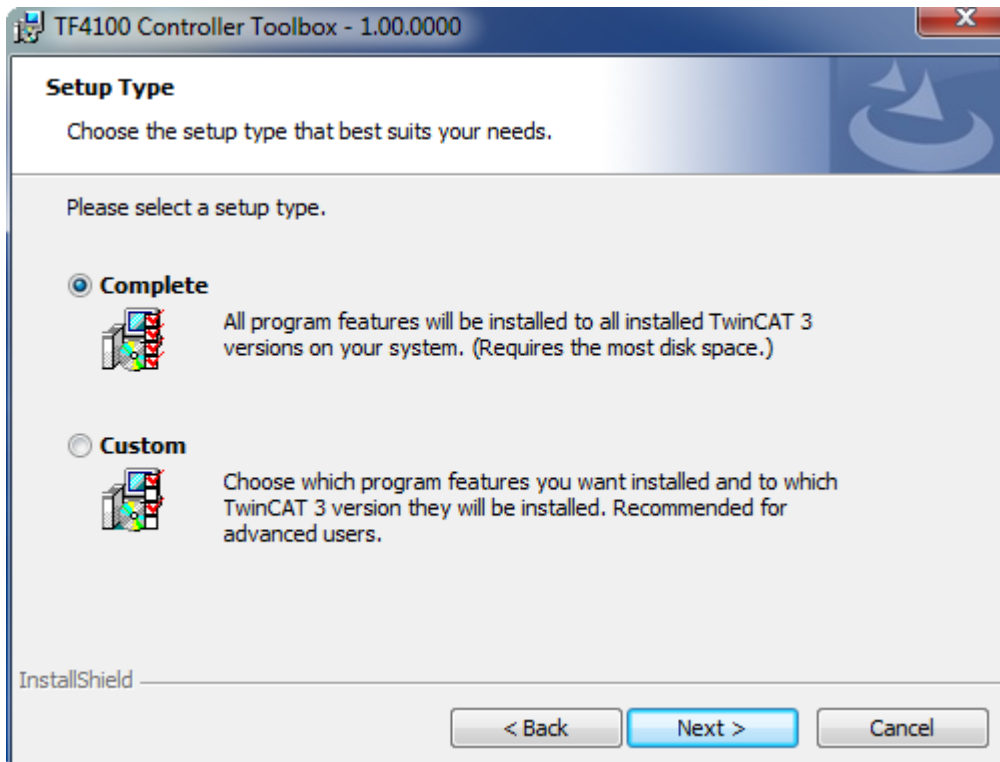 TF4100 Controller Toolbox - 1.00.0000
Setup Type
Choose the setup type that best suits your needs.
Please select a setup type.
Complete
All program features will be installed to all installed TwinCAT 3
versions on your system. (Requires the most disk space.)
Custom
Choose which program features you want installed and to which
TwinCAT 3 version they will be installed. Recommended for
advanced users.
InstallShield
< Back Next > Cancel